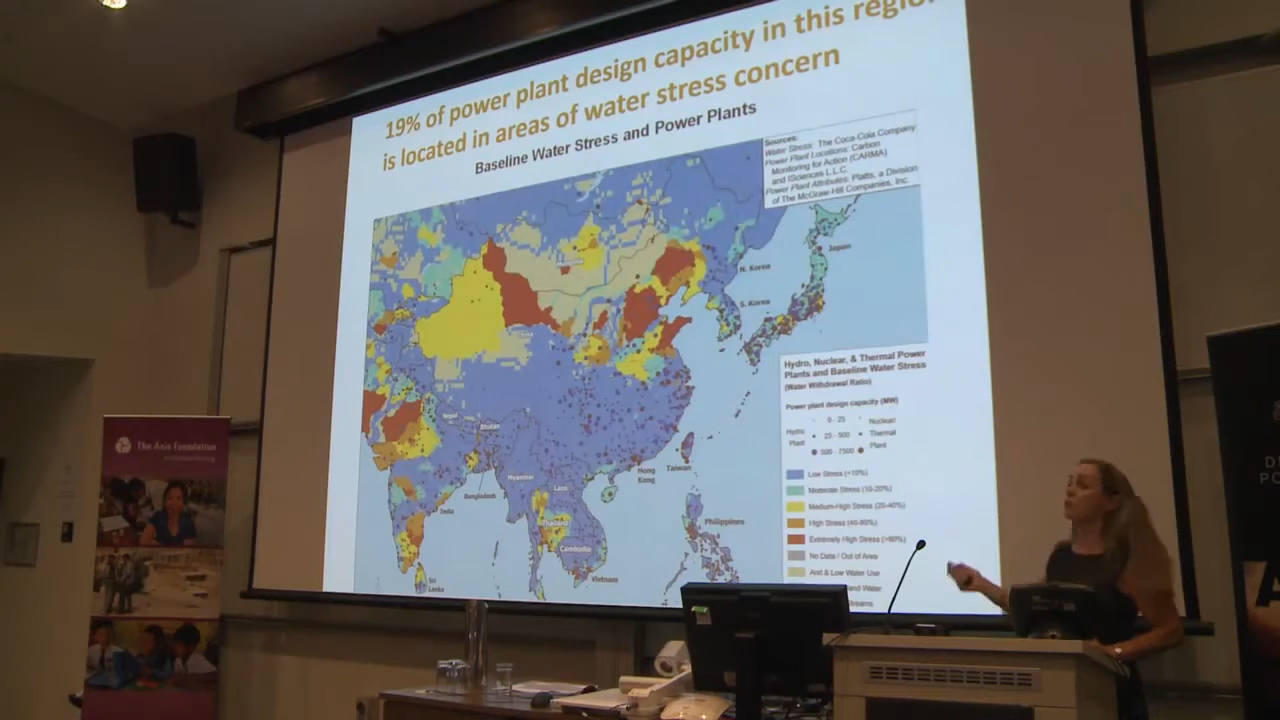 19% of power plant design capacity in this region
is located in areas of water stress concern
Baseline Water Stress and Power Plants
Sources:
Water Stress: The Coca-Cola Company
Power Plant Locations: Carbon
Monitoring for Action (CARMA)
and ISciences L.L.C.
Power Plant Attributes: Platts, a Division
of The McGraw-Hill Companies, Inc.
Japan
N. Korea
S. Korea
China
Nepal
Bhutan
Myanmar
Laos
Hong
Kong
Taiwan
Bangladesh
India
Thailand
Cambodia
Vietnam
Philippines
Sri
Lanka
Hydro, Nuclear, & Thermal Power
Plants and Baseline Water Stress
(Water Withdrawal Ratio)
Power plant design capacity (MW)
Hydro
Plant
0 - 25
25 - 500
500 - 7500
Nuclear
Thermal
Plant
Low Stress (<10%)
Moderate Stress (10-20%)
Medium-High Stress (20-40%)
High Stress (40-80%)
Extremely High Stress (>80%)
No Data / Out of Area
Arid & Low Water Use
and Water
Streams
The Asia Foundation